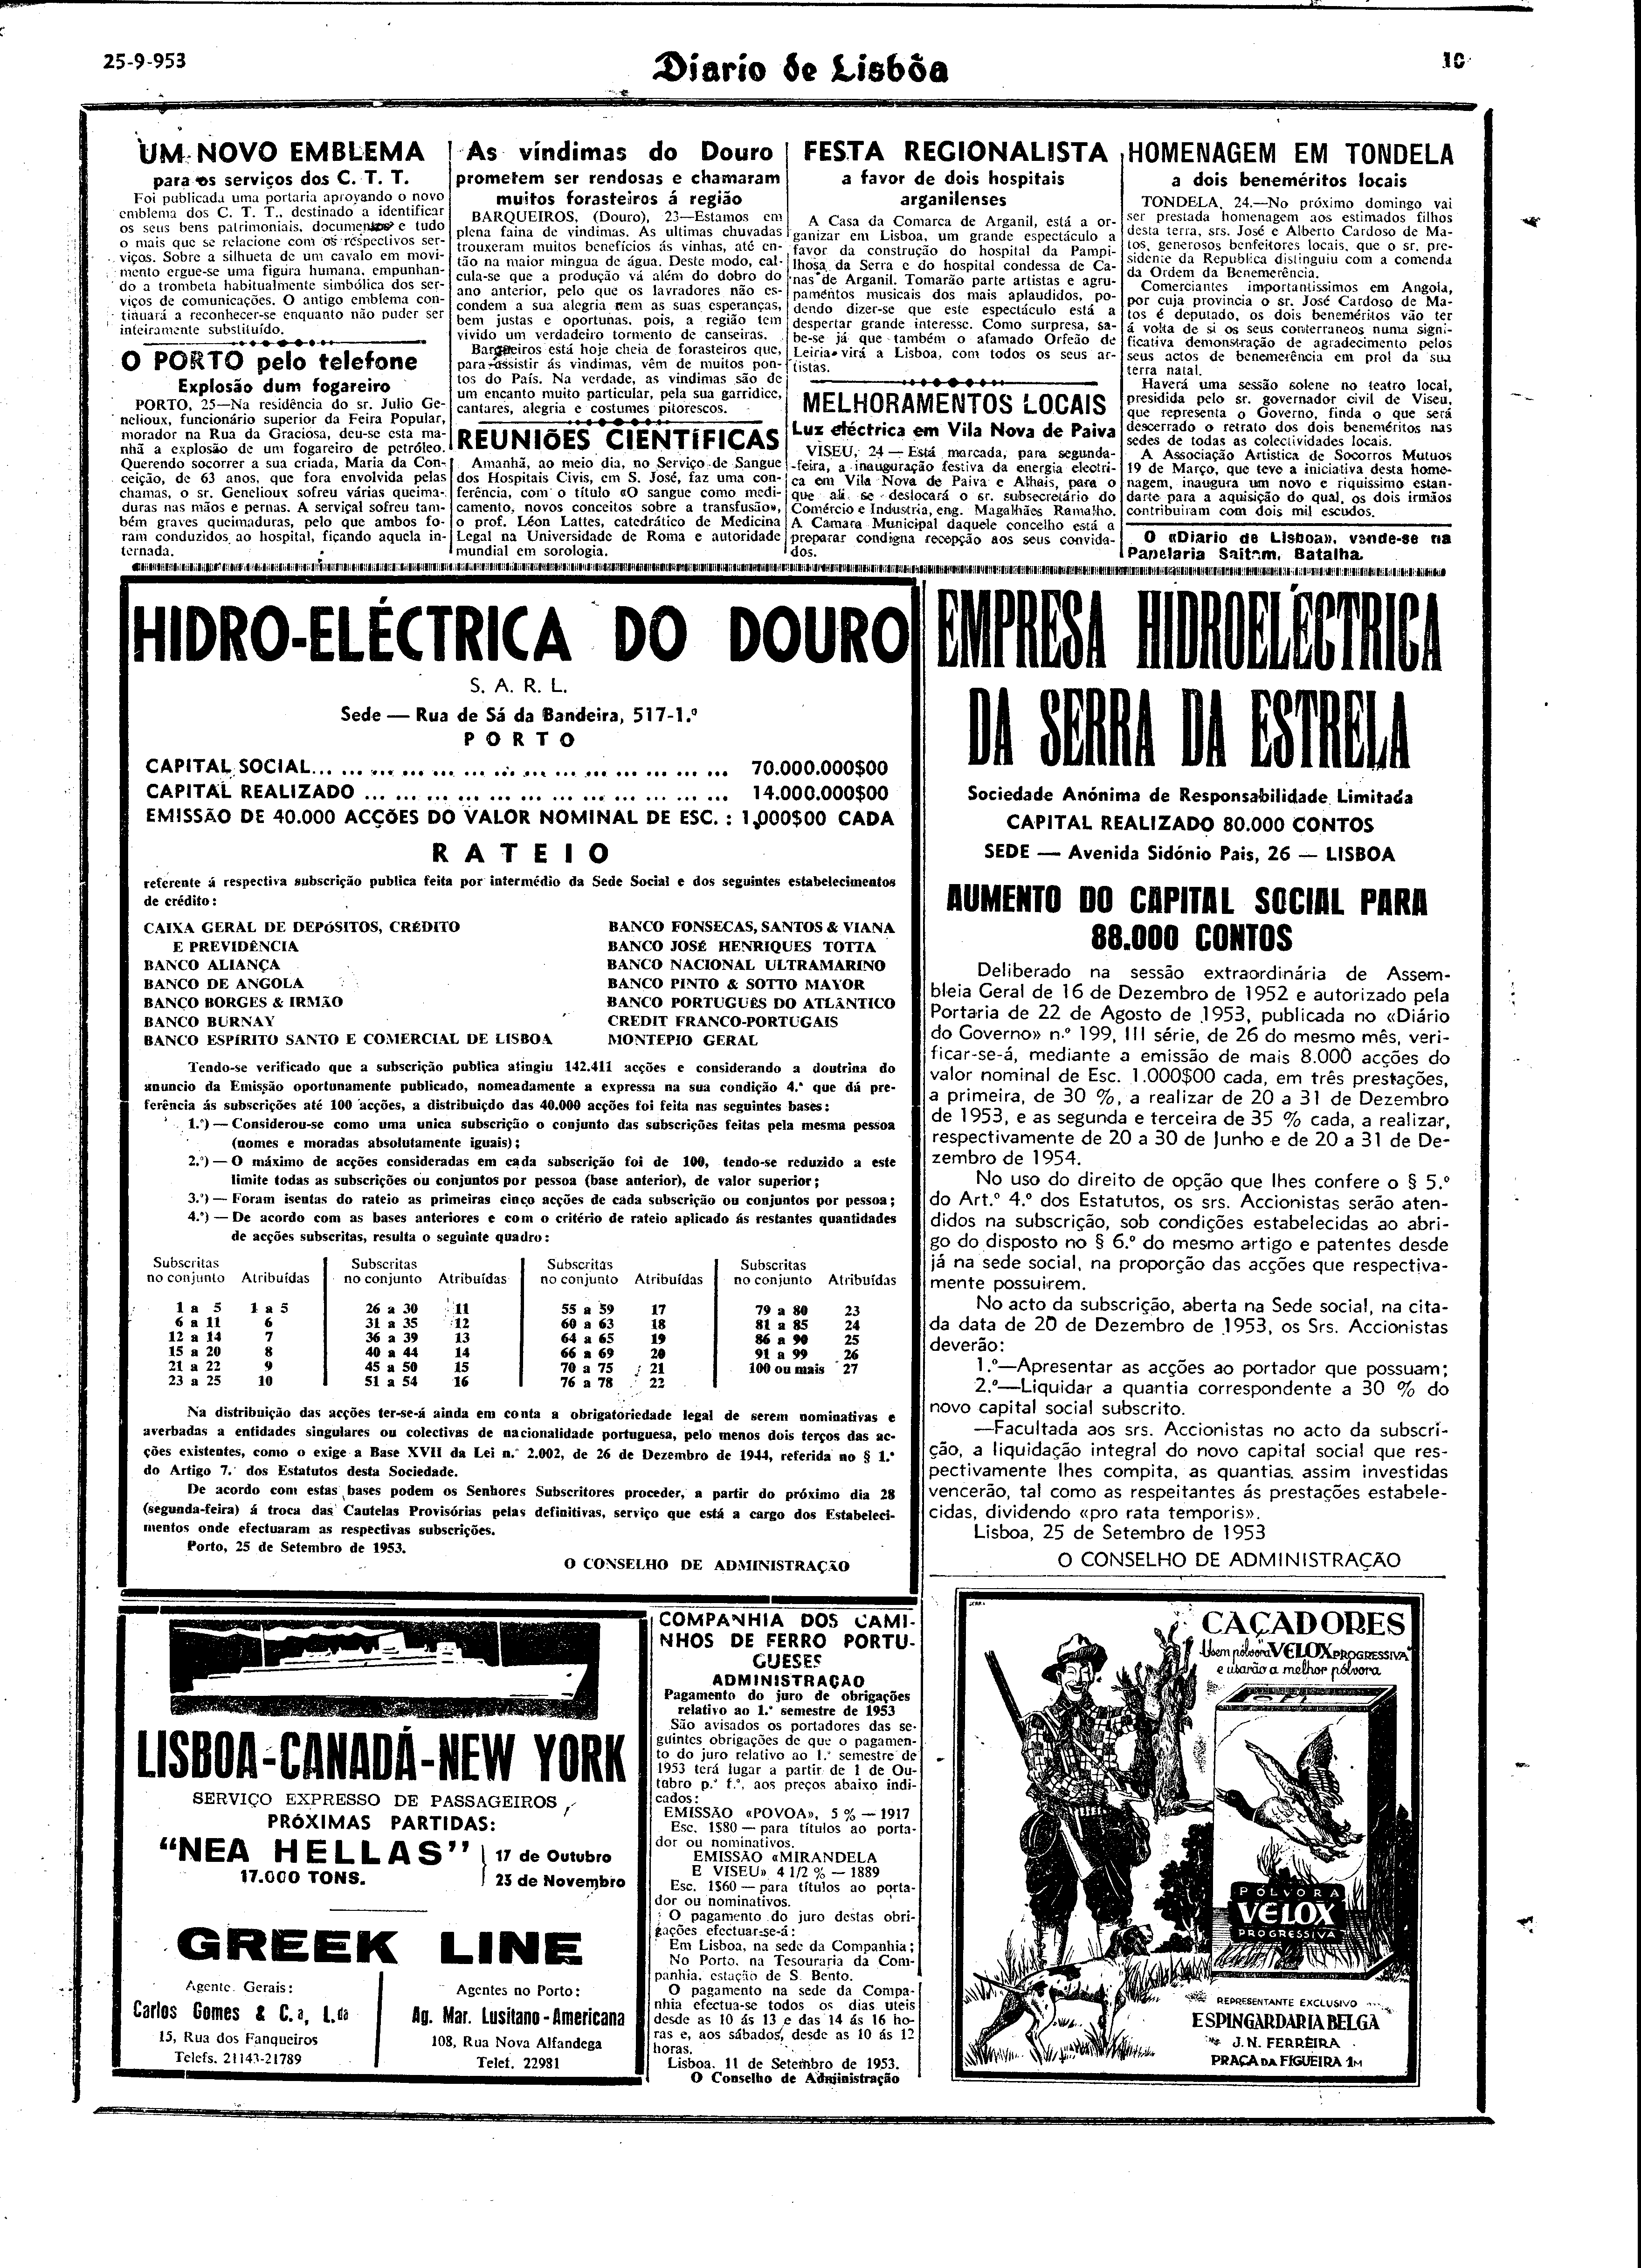 25-9-953
Diario de Lisbôa
10
UM NOVO EMBLEMA
para os serviços dos C. T. T.
Foi publicada uma portaria aprovando o novo
emblema dos C. T. T., destinado a identificar
os seus bens patrimoniais, documentos e tudo
o mais que se relacione com os respectivos ser-
viços. Sobre a silhueta de um cavalo em movi-
mento ergue-se uma figura humana, empunhan-
do a trombeta habitualmente simbólica dos ser-
viços de comunicações. O antigo emblema con-
tinuará a reconhecer-se enquanto não puder ser
inteiramente substituído.
O PORTO pelo telefone
Explosão dum fogareiro
PORTO, 25—Na residência do sr. Julio Ge-
nelioux, funcionário superior da Feira Popular,
morador na Rua da Graciosa, deu-se esta ma-
nhã a explosão de um fogareiro de petróleo.
Querendo socorrer a sua criada, Maria da Con-
ceição, de 63 anos, que fora envolvida pelas
chamas, o sr. Genelioux sofreu várias queima-
duras nas mãos e pernas. A serviçal sofreu tam-
bém graves queimaduras, pelo que ambos fo-
ram conduzidos ao hospital, ficando aquela in-
ternada.
As vindimas do Douro
prometem ser rendosas e chamaram
muitos forasteiros á região
BARQUEIROS, (Douro), 23—Estamos em
plena faina de vindimas. As ultimas chuvadas
trouxeram muitos benefícios ás vinhas, até en-
tão na maior mingua de água. Deste modo, cal-
cula-se que a produção vá além do dobro do
ano anterior, pelo que os lavradores não es-
condem a sua alegria nem as suas esperanças,
bem justas e oportunas, pois, a região tem
vivido um verdadeiro tormento de canseiras.
Barqueiros está hoje cheia de forasteiros que,
para assistir ás vindimas, vêm de muitos pon-
tos do País. Na verdade, as vindimas são de
um encanto muito particular, pela sua garridice,
cantares, alegria e costumes pitorescos.
REUNIÕES CIENTÍFICAS
Amanhã, ao meio dia, no Serviço de Sangue
dos Hospitais Civis, em S. José, faz uma con-
ferência, com o título «O sangue como medi-
camento, novos conceitos sobre a transfusão»,
o prof. Léon Lattes, catedrático de Medicina
Legal na Universidade de Roma e autoridade
mundial em sorologia.
FESTA REGIONALISTA
a favor de dois hospitais
arganilenses
A Casa da Comarca de Arganil, está a or-
ganizar em Lisboa, um grande espectáculo a
favor da construção do hospital da Pampi-
lhosa da Serra e do hospital condessa de Ca-
nas de Arganil. Tomarão parte artistas e agru-
pamentos musicais dos mais aplaudidos, po-
dendo dizer-se que este espectáculo está a
despertar grande interesse. Como surpresa, sa-
be-se já que também o afamado Orfeão de
Leiria virá a Lisboa, com todos os seus ar-
tistas.
MELHORAMENTOS LOCAIS
Luz eléctrica em Vila Nova de Paiva
VISEU, 24 — Está marcada, para segunda-
-feira, a inauguração festiva da energia electri-
ca em Vila Nova de Paiva e Alhais, para o
que ali se deslocará o sr. subsecretário do
Comércio e Industria, eng. Magalhães Ramalho.
A Camara Municipal daquele concelho está a
preparar condigna recepção aos seus convida-
dos.
HOMENAGEM EM TONDELA
a dois beneméritos locais
TONDELA, 24.—No próximo domingo vai
ser prestada homenagem aos estimados filhos
desta terra, srs. José e Alberto Cardoso de Ma-
tos, generosos benfeitores locais, que o sr. pre-
sidente da Republica distinguiu com a comenda
da Ordem da Benemerência.
Comerciantes importantíssimos em Angola,
por cuja provincia o sr. José Cardoso de Ma-
tos é deputado, os dois beneméritos vão ter
á volta de si os seus conterraneos numa signi-
ficativa demonstração de agradecimento pelos
seus actos de benemerência em prol da sua
terra natal.
Haverá uma sessão solene no teatro local,
presidida pelo sr. governador civil de Viseu,
que representa o Governo, finda o que será
descerrado o retrato dos dois beneméritos nas
sedes de todas as colectividades locais.
A Associação Artistica de Socorros Mutuos
19 de Março, que teve a iniciativa desta home-
nagem, inaugura um novo e riquissimo estan-
darte para a aquisição do qual, os dois irmãos
contribuiram com dois mil escudos.
O «Diario de Lisboa», vende-se na
Papelaria Saitam, Batalha
HIDRO-ELÉCTRICA DO DOURO
S. A. R. L.
Sede — Rua de Sá da Bandeira, 517-1.º
PORTO
CAPITAL SOCIAL... ... ... ... ... ... ... ... ... ... ... ... ... ... 70.000.000$00
CAPITAL REALIZADO ... ... ... ... ... ... ... ... ... ... ... ... 14.000.000$00
EMISSÃO DE 40.000 ACÇÕES DO VALOR NOMINAL DE ESC. : 1.000$00 CADA
RATEIO
referente á respectiva subscrição publica feita por intermédio da Sede Social e dos seguintes estabelecimentos
de crédito:
CAIXA GERAL DE DEPÓSITOS, CRÉDITO
E PREVIDÊNCIA
BANCO ALIANÇA
BANCO DE ANGOLA
BANCO BORGES & IRMÃO
BANCO BURNAY
BANCO ESPÍRITO SANTO E COMERCIAL DE LISBOA
BANCO FONSECAS, SANTOS & VIANA
BANCO JOSÉ HENRIQUES TOTTA
BANCO NACIONAL ULTRAMARINO
BANCO PINTO & SOTTO MAYOR
BANCO PORTUGUÊS DO ATLÂNTICO
CREDIT FRANCO-PORTUGAIS
MONTEPIO GERAL
Tendo-se verificado que a subscrição publica atingiu 142.411 acções e considerando a doutrina do
anuncio da Emissão oportunamente publicado, nomeadamente a expressa na sua condição 4.ª que dá pre-
ferência ás subscrições até 100 acções, a distribuição das 40.000 acções foi feita nas seguintes bases:
1.ª) — Considerou-se como uma unica subscrição o conjunto das subscrições feitas pela mesma pessoa
(nomes e moradas absolutamente iguais);
2.ª) — O máximo de acções consideradas em cada subscrição foi de 100, tendo-se reduzido a este
limite todas as subscrições ou conjuntos por pessoa (base anterior), de valor superior;
3.ª) — Foram isentas do rateio as primeiras cinco acções de cada subscrição ou conjuntos por pessoa;
4.ª) — De acordo com as bases anteriores e com o critério de rateio aplicado ás restantes quantidades
de acções subscritas, resulta o seguinte quadro:
Subscritas Subscritas Subscritas Subscritas
no conjunto Atribuídas no conjunto Atribuídas no conjunto Atribuídas no conjunto Atribuídas
1 a 5 1 a 5 26 a 30 11 55 a 59 17 79 a 80 23
6 a 11 6 31 a 35 12 60 a 63 18 81 a 85 24
12 a 14 7 36 a 39 13 64 a 65 19 86 a 90 25
15 a 20 8 40 a 44 14 66 a 69 20 91 a 99 26
21 a 22 9 45 a 50 15 70 a 75 21 100 ou mais 27
23 a 25 10 51 a 54 16 76 a 78 22
Na distribuição das acções ter-se-á ainda em conta a obrigatoriedade legal de serem nominativas e
averbadas a entidades singulares ou colectivas de nacionalidade portuguesa, pelo menos dois terços das ac-
ções existentes, como o exige a Base XVII da Lei n.º 2.002, de 26 de Dezembro de 1944, referida no § 1.º
do Artigo 7.º dos Estatutos desta Sociedade.
De acordo com estas bases podem os Senhores Subscritores proceder, a partir do próximo dia 28
(segunda-feira) á troca das Cautelas Provisórias pelas definitivas, serviço que está a cargo dos Estabeleci-
mentos onde efectuaram as respectivas subscrições.
Porto, 25 de Setembro de 1953.
O CONSELHO DE ADMINISTRAÇÃO
EMPRESA HIDROELÉCTRICA
DA SERRA DA ESTRELA
Sociedade Anónima de Responsabilidade Limitada
CAPITAL REALIZADO 80.000 CONTOS
SEDE — Avenida Sidónio Pais, 26 — LISBOA
AUMENTO DO CAPITAL SOCIAL PARA
88.000 CONTOS
Deliberado na sessão extraordinária de Assem-
bleia Geral de 16 de Dezembro de 1952 e autorizado pela
Portaria de 22 de Agosto de 1953, publicada no «Diário
do Governo» n.º 199, III série, de 26 do mesmo mês, veri-
ficar-se-á, mediante a emissão de mais 8.000 acções do
valor nominal de Esc. 1.000$00 cada, em três prestações,
a primeira, de 30 %, a realizar de 20 a 31 de Dezembro
de 1953, e as segunda e terceira de 35 % cada, a realizar,
respectivamente de 20 a 30 de Junho e de 20 a 31 de De-
zembro de 1954.
No uso do direito de opção que lhes confere o § 5.º
do Art.º 4.º dos Estatutos, os srs. Accionistas serão aten-
didos na subscrição, sob condições estabelecidas ao abri-
go do disposto no § 6.º do mesmo artigo e patentes desde
já na sede social, na proporção das acções que respectiva-
mente possuirem.
No acto da subscrição, aberta na Sede social, na cita-
da data de 20 de Dezembro de 1953, os Srs. Accionistas
deverão:
1.º—Apresentar as acções ao portador que possuam;
2.º—Liquidar a quantia correspondente a 30 % do
novo capital social subscrito.
—Facultada aos srs. Accionistas no acto da subscri-
ção, a liquidação integral do novo capital social que res-
pectivamente lhes compita, as quantias assim investidas
vencerão, tal como as respeitantes ás prestações estabele-
cidas, dividendo «pro rata temporis».
Lisboa, 25 de Setembro de 1953
O CONSELHO DE ADMINISTRAÇÃO
LISBOA-CANADÁ-NEW YORK
SERVIÇO EXPRESSO DE PASSAGEIROS
PRÓXIMAS PARTIDAS:
"NEA HELLAS"
17.000 TONS.
17 de Outubro
23 de Novembro
GREEK LINE
Agente Gerais:
Carlos Gomes & C.a, L.da
15, Rua dos Fanqueiros
Telefs. 21143-21789
Agentes no Porto:
Ag. Mar. Lusitano-Americana
108, Rua Nova Alfandega
Telef. 22981
COMPANHIA DOS CAMI-
NHOS DE FERRO PORTU-
GUESES
ADMINISTRAÇÃO
Pagamento do juro de obrigações
relativo ao 1.º semestre de 1953
São avisados os portadores das se-
guintes obrigações de que o pagamen-
to do juro relativo ao 1.º semestre de
1953 terá lugar a partir de 1 de Ou-
tubro p.º f.º, aos preços abaixo indi-
cados:
EMISSÃO «POVOA», 5 % — 1917
Esc. 1$80 — para títulos ao porta-
dor ou nominativos.
EMISSÃO «MIRANDELA
E VISEU» 4 1/2 % — 1889
Esc. 1$60 — para títulos ao porta-
dor ou nominativos.
O pagamento do juro destas obri-
gações efectuar-se-á:
Em Lisboa, na sede da Companhia;
No Porto, na Tesouraria da Com-
panhia, estação de S. Bento.
O pagamento na sede da Compa-
nhia efectua-se todos os dias uteis
desde as 10 ás 13 e das 14 ás 16 ho-
ras e, aos sábados, desde as 10 ás 12
horas.
Lisboa, 11 de Setembro de 1953.
O Conselho de Administração
CAÇADORES
Usem pólvora "VELOX PROGRESSIVA"
e usarão a melhor pólvora
PÓLVORA
VELOX
PROGRESSIVA
REPRESENTANTE EXCLUSIVO
ESPINGARDARIA BELGA
J.N. FERREIRA
PRAÇA DA FIGUEIRA 1M